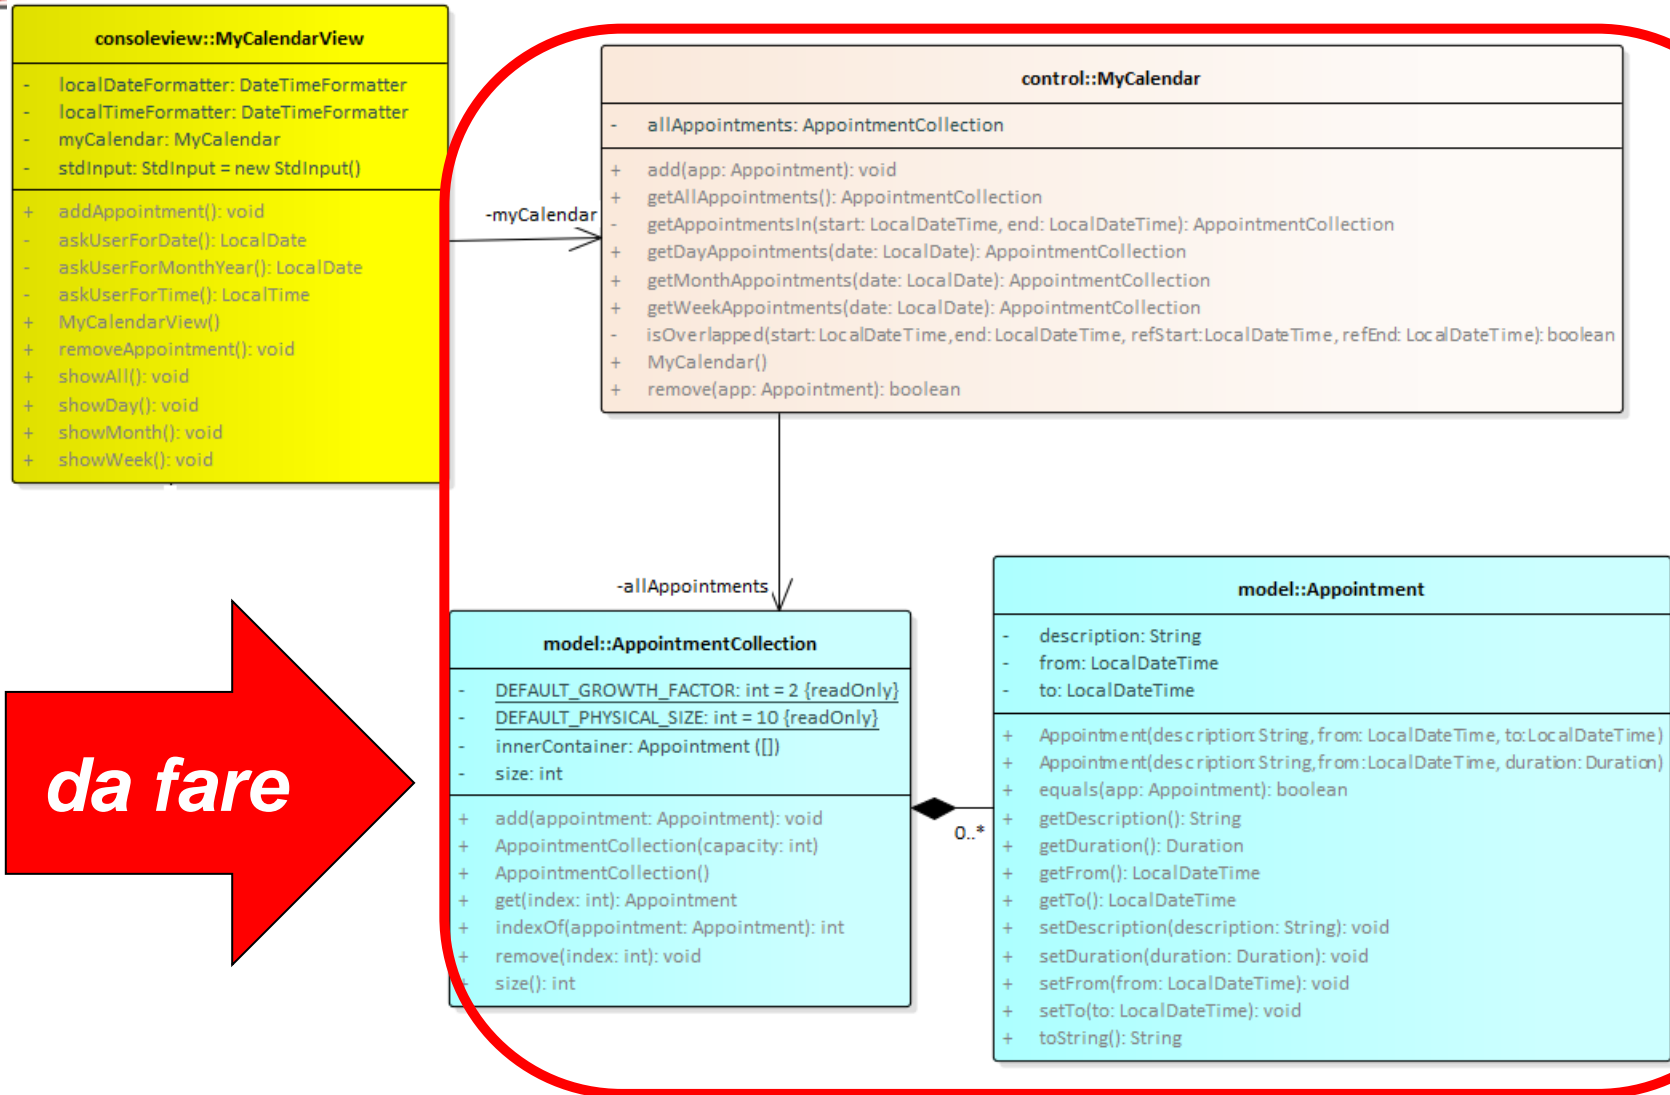 consoleview::MyCalendarView
- localDateFormatter: DateTimeFormatter
- localTimeFormatter: DateTimeFormatter
- myCalendar: MyCalendar
- stdInput: StdInput = new StdInput()
+ addAppointment(): void
- askUserForDate(): LocalDate
- askUserForMonthYear(): LocalDate
- askUserForTime(): LocalTime
+ MyCalendarView()
+ removeAppointment(): void
+ showAll(): void
+ showDay(): void
+ showMonth(): void
+ showWeek(): void
-myCalendar
control::MyCalendar
- allAppointments: AppointmentCollection
+ add(app: Appointment): void
+ getAllAppointments(): AppointmentCollection
- getAppointmentsIn(start: LocalDateTime, end: LocalDateTime): AppointmentCollection
+ getDayAppointments(date: LocalDate): AppointmentCollection
+ getMonthAppointments(date: LocalDate): AppointmentCollection
+ getWeekAppointments(date: LocalDate): AppointmentCollection
- isOverlapped(start: LocalDateTime,end: LocalDateTime, refStart:LocalDateTime, refEnd: LocalDateTime): boolean
+ MyCalendar()
+ remove(app: Appointment): boolean
-allAppointments
da fare
model::AppointmentCollection
- DEFAULT_GROWTH_FACTOR: int = 2 {readOnly}
- DEFAULT_PHYSICAL_SIZE: int = 10 {readOnly}
- innerContainer: Appointment ([])
- size: int
+ add(appointment: Appointment): void
+ AppointmentCollection(capacity: int)
+ AppointmentCollection()
+ get(index: int): Appointment
+ indexOf(appointment: Appointment): int
+ remove(index: int): void
+ size(): int
0..*
model::Appointment
- description: String
- from: LocalDateTime
- to: LocalDateTime
+ Appointment(description: String, from: LocalDateTime, to:LocalDateTime)
+ Appointment(description: String,from:LocalDateTime, duration: Duration)
+ equals(app: Appointment): boolean
+ getDescription(): String
+ getDuration(): Duration
+ getFrom(): LocalDateTime
+ getTo(): LocalDateTime
+ setDescription(description: String): void
+ setDuration(duration: Duration): void
+ setFrom(from: LocalDateTime): void
+ setTo(to: LocalDateTime): void
+ toString(): String